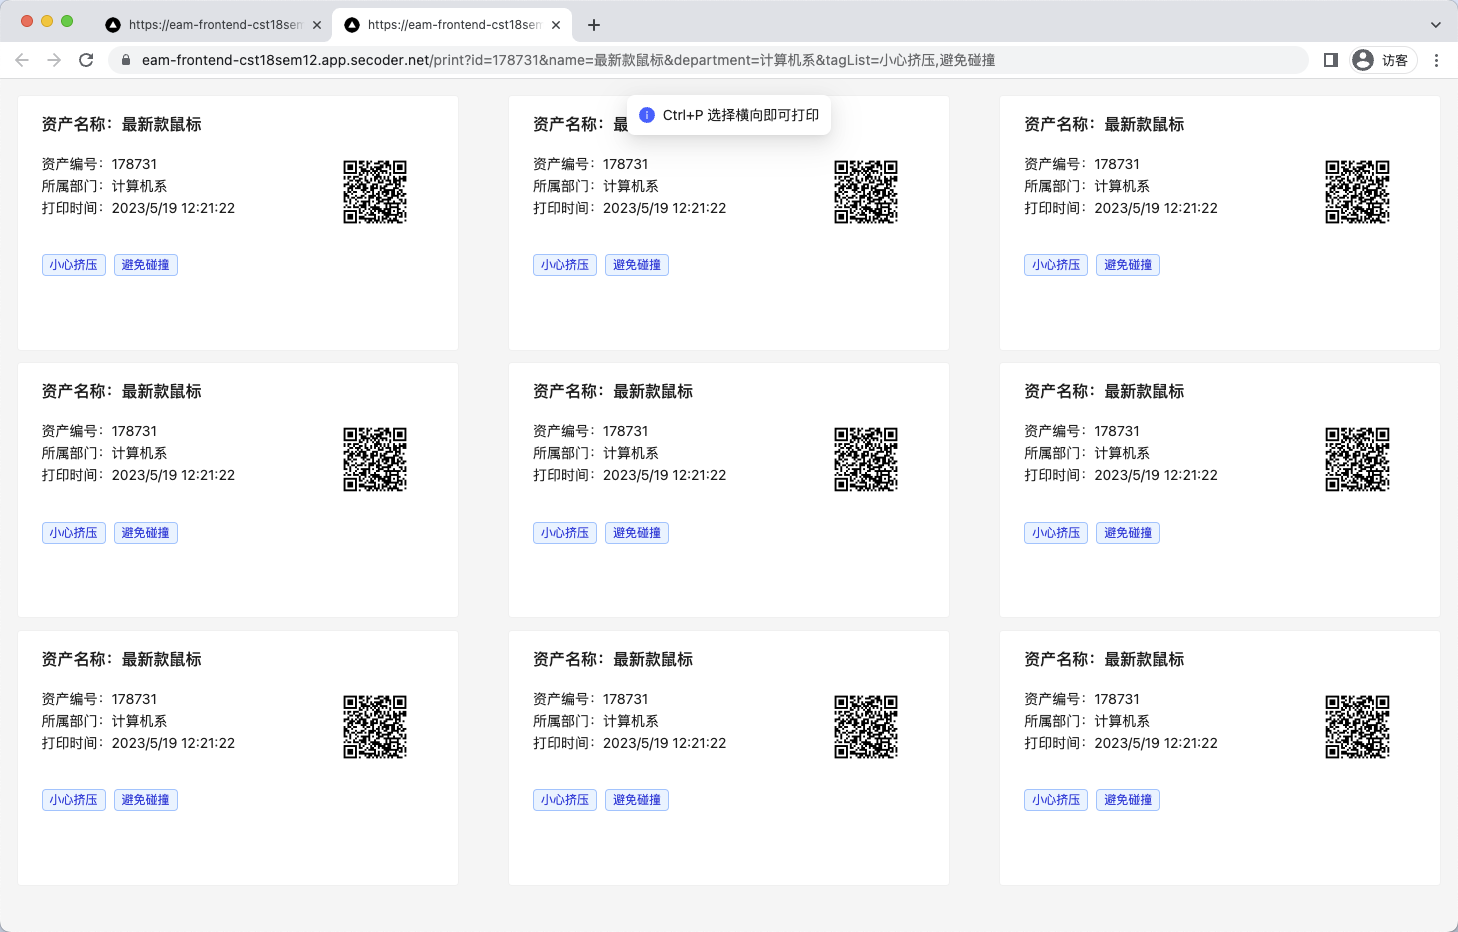 https://eam-frontend-cst18sem
https://eam-frontend-cst18sem
eam-frontend-cst18sem12.app.secoder.net/print?id=178731&name=最新款鼠标&department=计算机系&tagList=小心挤压,避免碰撞
访客
Ctrl+P 选择横向即可打印
资产名称：最新款鼠标
资产编号：178731
所属部门：计算机系
打印时间：2023/5/19 12:21:22
小心挤压 避免碰撞
资产名称：最
资产编号：178731
所属部门：计算机系
打印时间：2023/5/19 12:21:22
小心挤压 避免碰撞
资产名称：最新款鼠标
资产编号：178731
所属部门：计算机系
打印时间：2023/5/19 12:21:22
小心挤压 避免碰撞
资产名称：最新款鼠标
资产编号：178731
所属部门：计算机系
打印时间：2023/5/19 12:21:22
小心挤压 避免碰撞
资产名称：最新款鼠标
资产编号：178731
所属部门：计算机系
打印时间：2023/5/19 12:21:22
小心挤压 避免碰撞
资产名称：最新款鼠标
资产编号：178731
所属部门：计算机系
打印时间：2023/5/19 12:21:22
小心挤压 避免碰撞
资产名称：最新款鼠标
资产编号：178731
所属部门：计算机系
打印时间：2023/5/19 12:21:22
小心挤压 避免碰撞
资产名称：最新款鼠标
资产编号：178731
所属部门：计算机系
打印时间：2023/5/19 12:21:22
小心挤压 避免碰撞
资产名称：最新款鼠标
资产编号：178731
所属部门：计算机系
打印时间：2023/5/19 12:21:22
小心挤压 避免碰撞